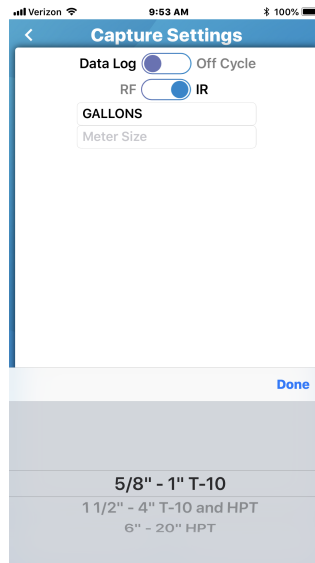 Verizon 9:53 AM 100%
Capture Settings
Data Log Off Cycle
RF IR
GALLONS
Meter Size
Done
5/8" - 1" T-10
1 1/2" - 4" T-10 and HPT
6" - 20" HPT